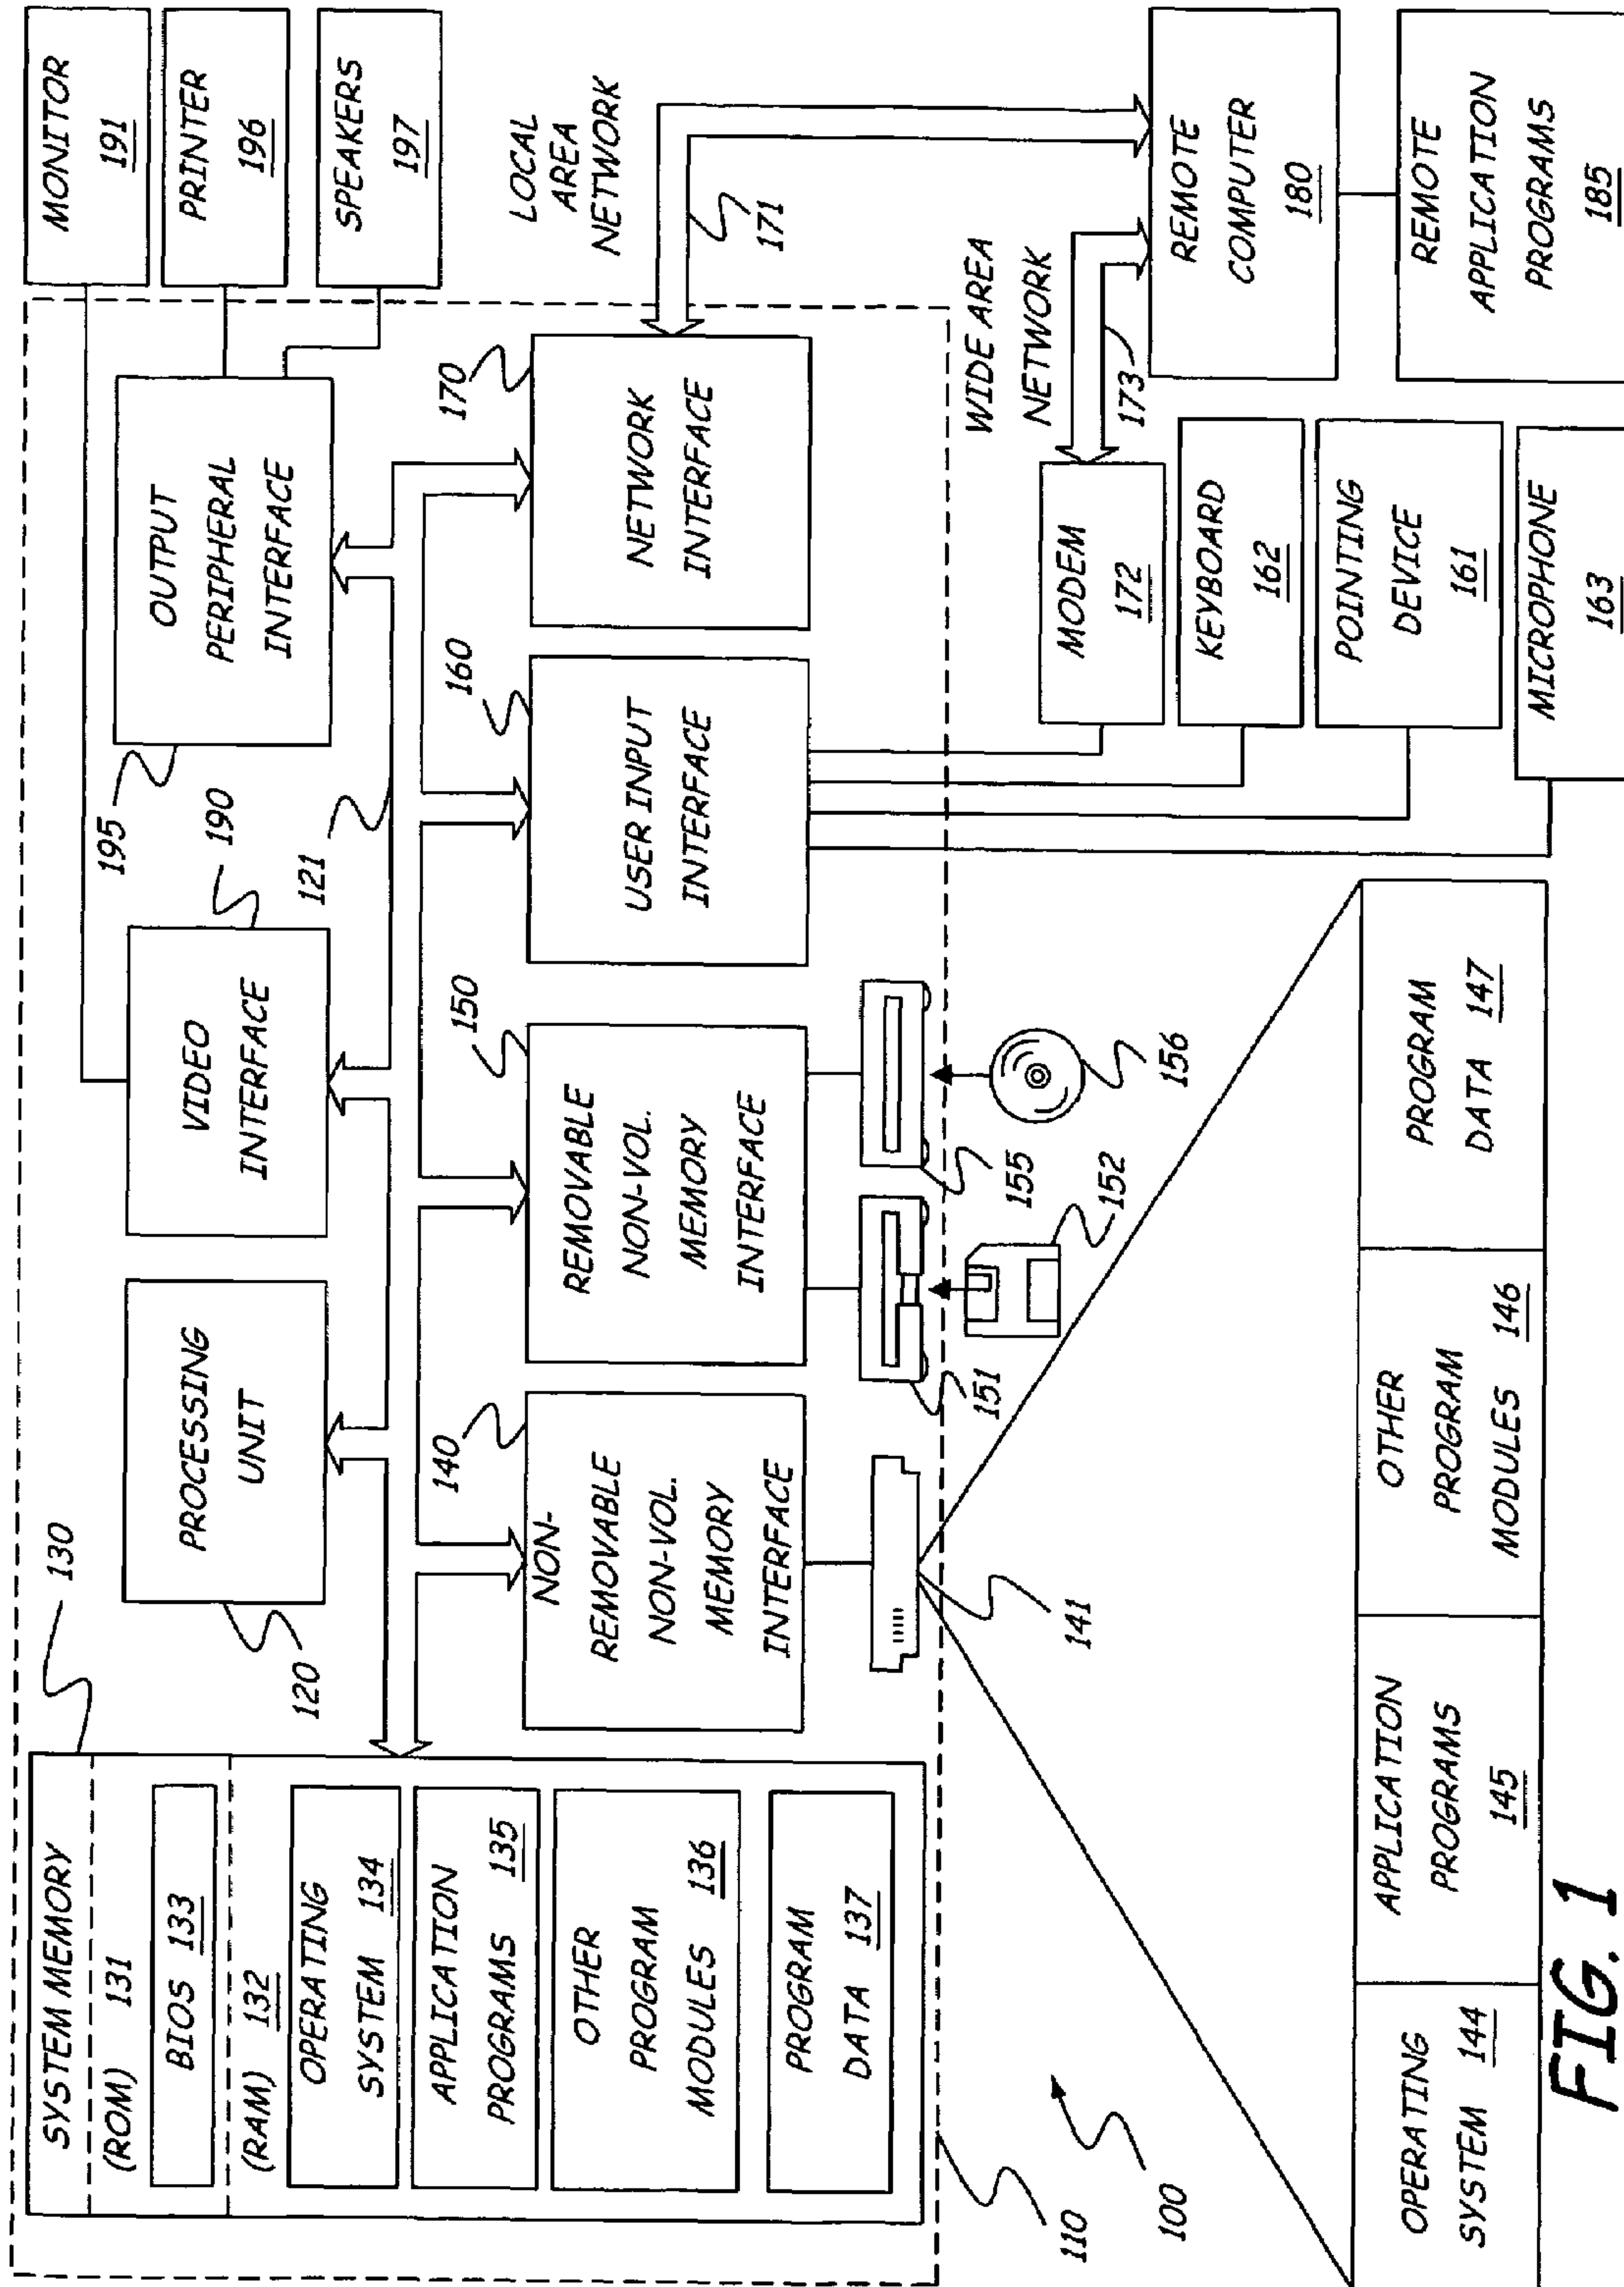 SYSTEM MEMORY
(ROM) 131
BIOS 133
(RAM) 132
OPERATING
SYSTEM 134
APPLICATION
PROGRAMS 135
OTHER
PROGRAM
MODULES 136
PROGRAM
DATA 137
130
PROCESSING
UNIT
120
VIDEO
INTERFACE
190
121
OUTPUT
PERIPHERAL
INTERFACE
195
MONITOR
191
PRINTER
196
SPEAKERS
197
NON-
REMOVABLE
NON-VOL.
MEMORY
INTERFACE
140
REMOVABLE
NON-VOL.
MEMORY
INTERFACE
150
USER INPUT
INTERFACE
160
NETWORK
INTERFACE
170
LOCAL
AREA
NETWORK
171
141
151
152
155
156
WIDE AREA
NETWORK
173
MODEM
172
KEYBOARD
162
POINTING
DEVICE
161
MICROPHONE
163
REMOTE
COMPUTER
180
REMOTE
APPLICATION
PROGRAMS
185
110
100
OPERATING
SYSTEM 144
APPLICATION
PROGRAMS
145
OTHER
PROGRAM
MODULES 146
PROGRAM
DATA 147
FIG. 1